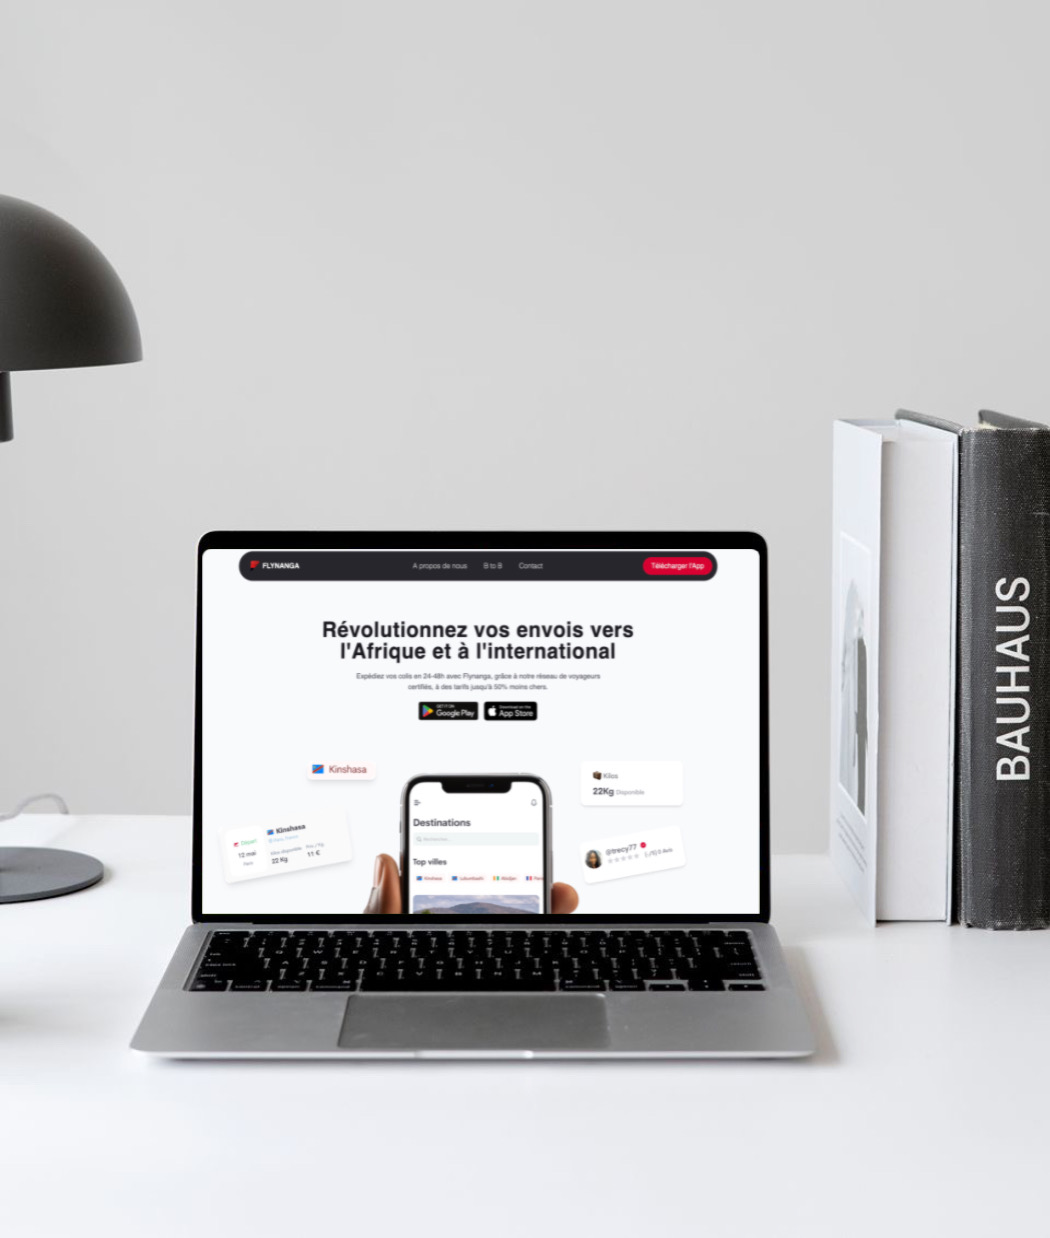 FLYNANGA
A propos de nous
B to B
Contact
Télécharger l'App
Révolutionnez vos envois vers
l'Afrique et à l'international
Expédiez vos colis en 24-48h avec Flynanga, grâce à notre réseau de voyageurs
certifiés, à des tarifs jusqu'à 50% moins chers.
GET IT ON
Google Play
Download on the
App Store
Kinshasa
Kilos
22Kg Disponible
Destinations
Top villes
Kinshasa
Lubumbashi
Abidjan
Départ
12 mai
Kinshasa
22 Kg
11 €
@trecy77
BAUHAUS